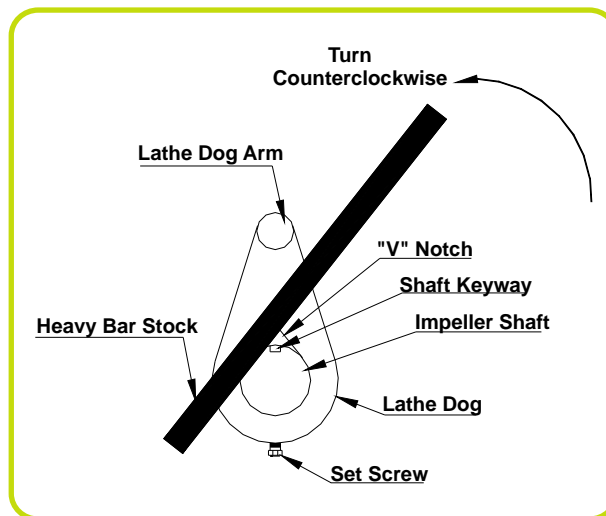 Turn
Counterclockwise
Lathe Dog Arm
"V" Notch
Shaft Keyway
Impeller Shaft
Heavy Bar Stock
Lathe Dog
Set Screw